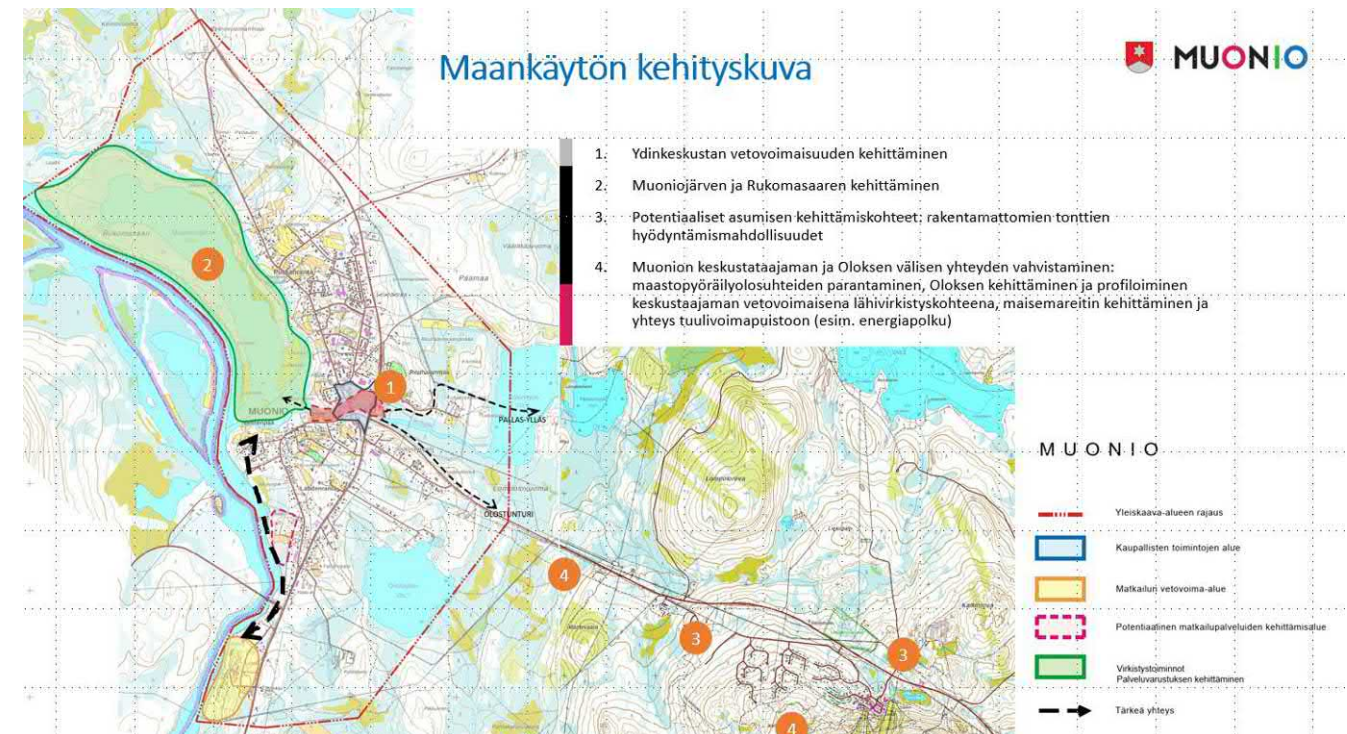 Maankäytön kehityskuva
MUONIO
1. Ydinkeskustan vetovoimaisuuden kehittäminen
2. Muoniojärven ja Rukomasaaren kehittäminen
3. Potentiaaliset asumisen kehittämiskohteet: rakentamattomien tonttien
hyödyntämismahdollisuudet
4. Muonion keskustataajaman ja Oloksen välisen yhteyden vahvistaminen:
maastopyöräilyolosuhteiden parantaminen, Oloksen kehittäminen ja profiloiminen
keskustaajaman vetovoimaisena lähivirkistyskohteena, maisemareitin kehittäminen ja
yhteys tuulivoimapuistoon (esim. energiapolku)
2
1
MUONIO
PALLAS-YLLÄS
OLOSTUNTURI
4
3
3
4
MUONIO
Yleiskaava-alueen rajaus
Kaupallisten toimintojen alue
Matkailun vetovoima-alue
Potentiaalinen matkailupalveluiden kehittämisalue
Virkistystoiminnot
Palveluvarustuksen kehittäminen
Tärkeä yhteys